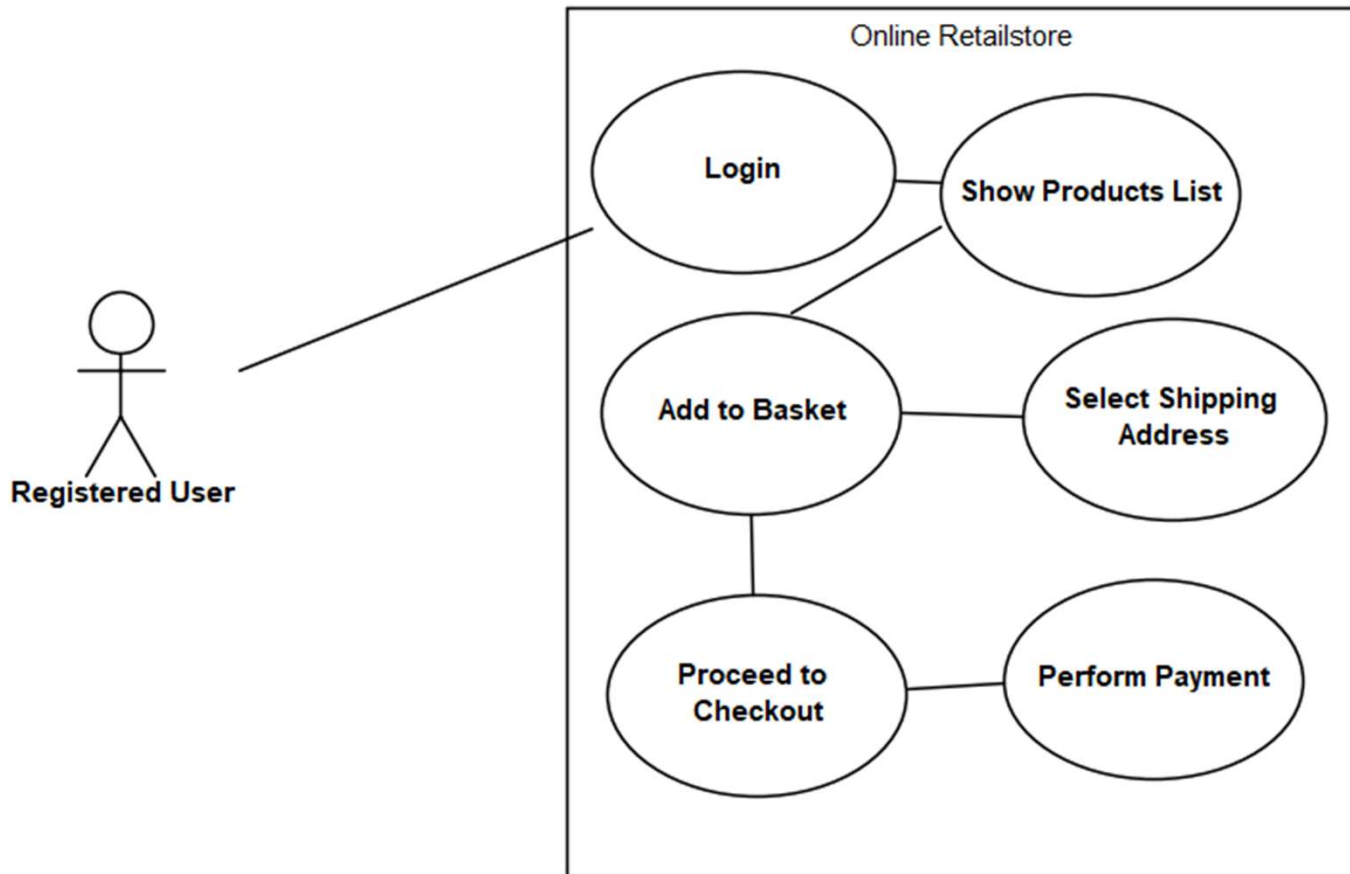 Online Retailstore
Login
Show Products List
Add to Basket
Select Shipping
Address
Registered User
Proceed to
Checkout
Perform Payment